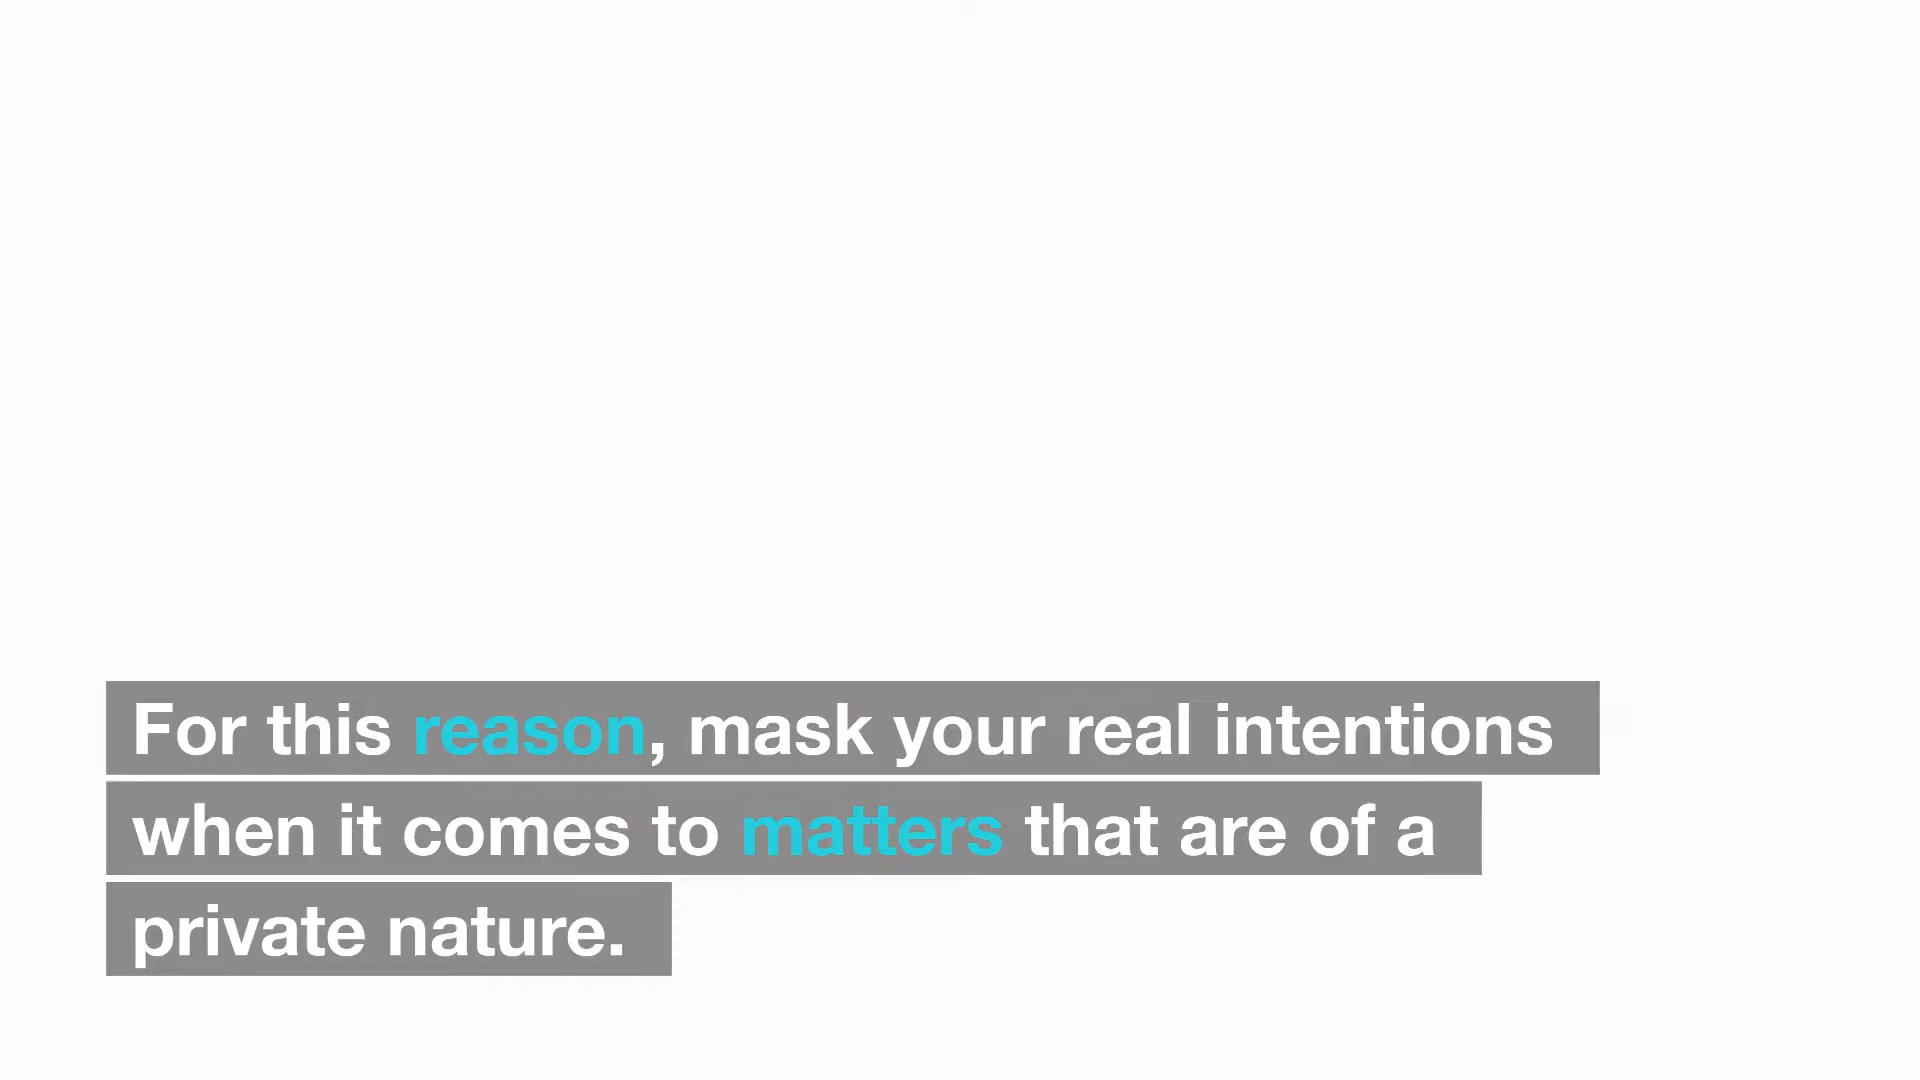 For this reason, mask your real intentions
when it comes to matters that are of a
private nature.